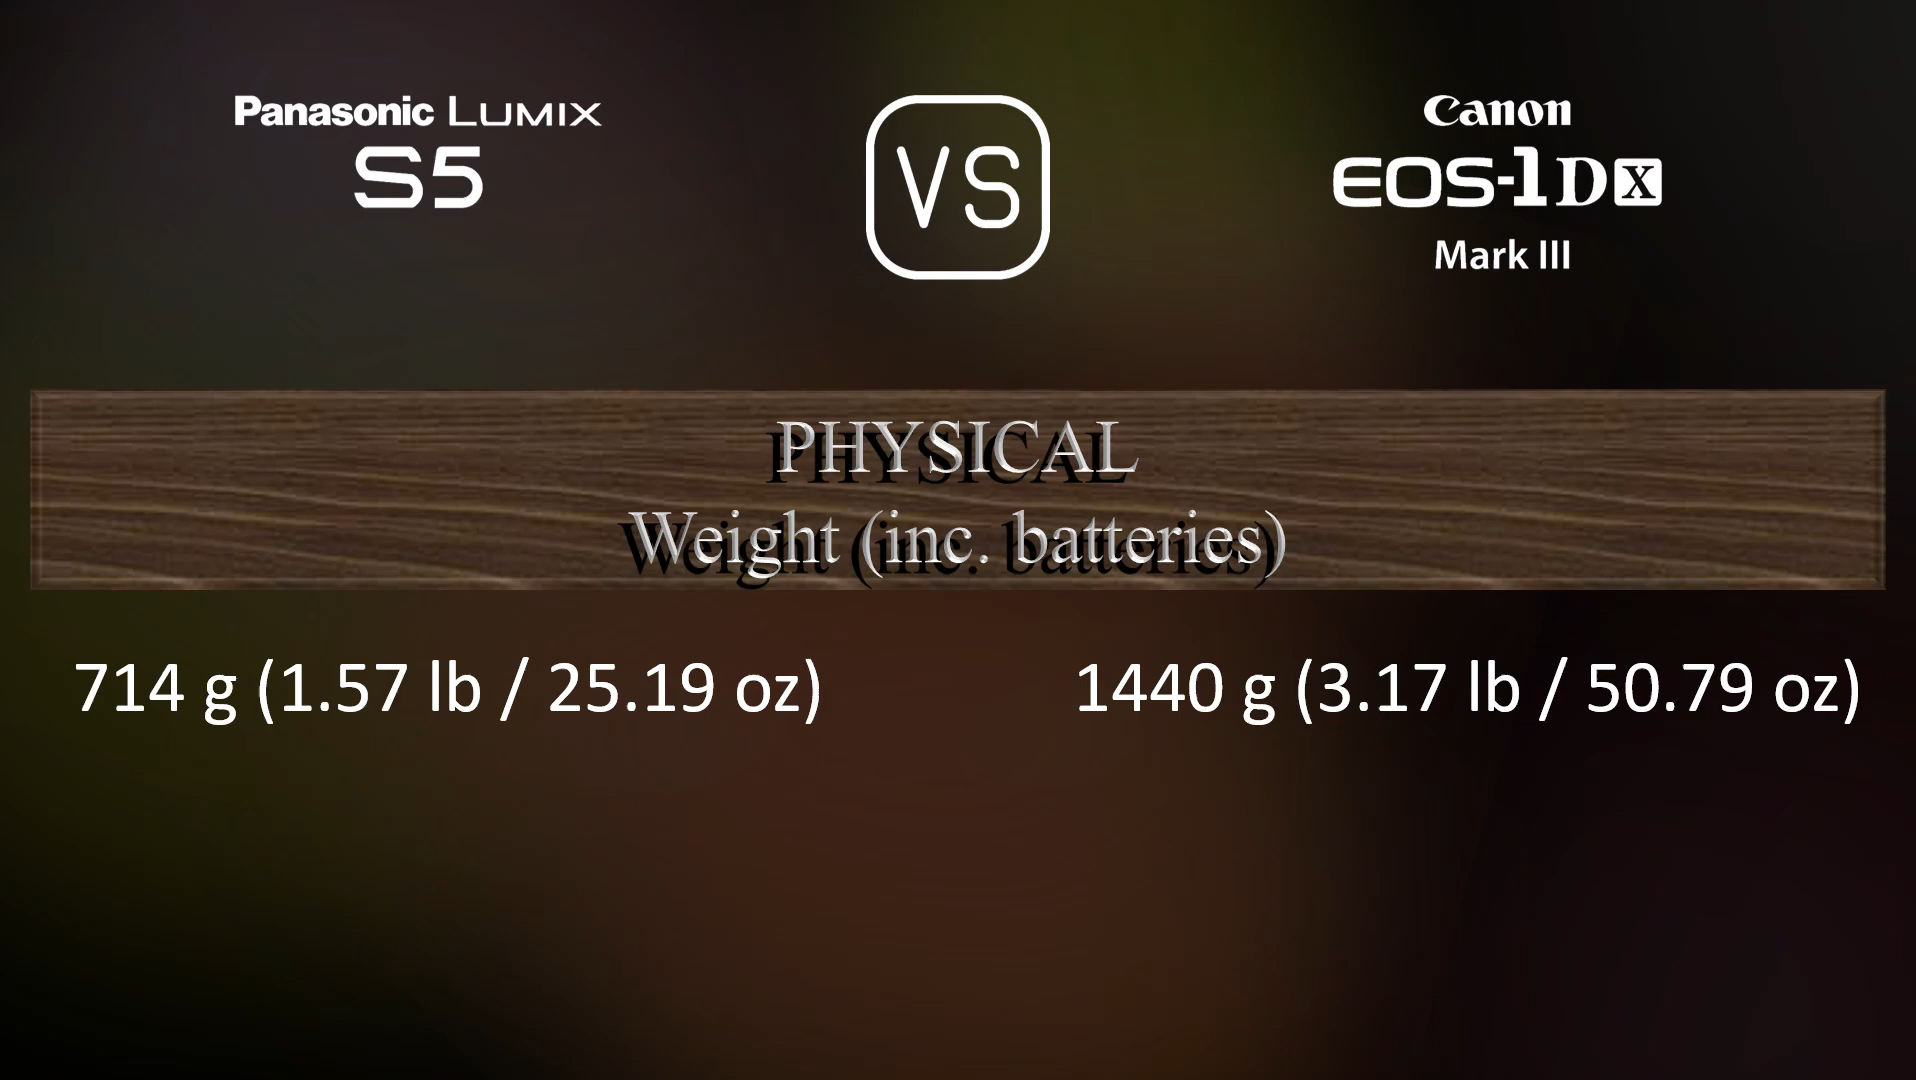 Panasonic LUMIX
S5
VS
Canon
EOS-1DX
Mark III
PHYSICAL
Weight (inc. batteries)
714 g (1.57 lb / 25.19 oz)
1440 g (3.17 lb / 50.79 oz)